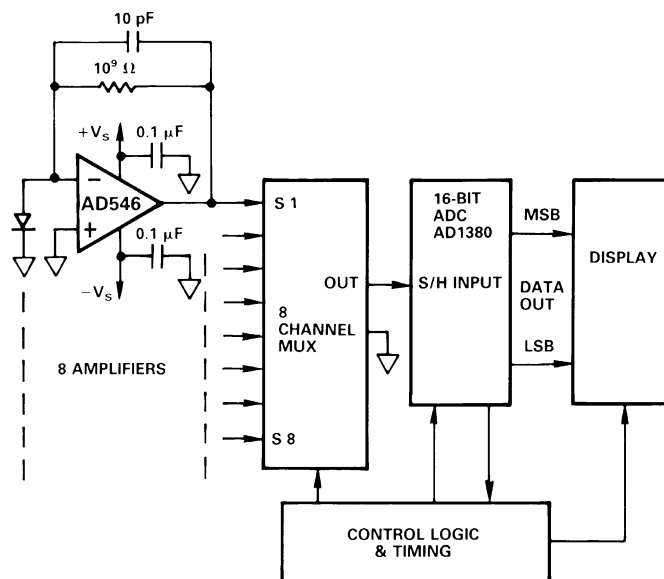 10 pF
10⁹ Ω
+Vs
0.1 µF
−
AD546
+
0.1 µF
−Vs
8 AMPLIFIERS
S 1
OUT
8
CHANNEL
MUX
S 8
16-BIT
ADC
AD1380
S/H INPUT
MSB
DATA
OUT
LSB
DISPLAY
CONTROL LOGIC
& TIMING